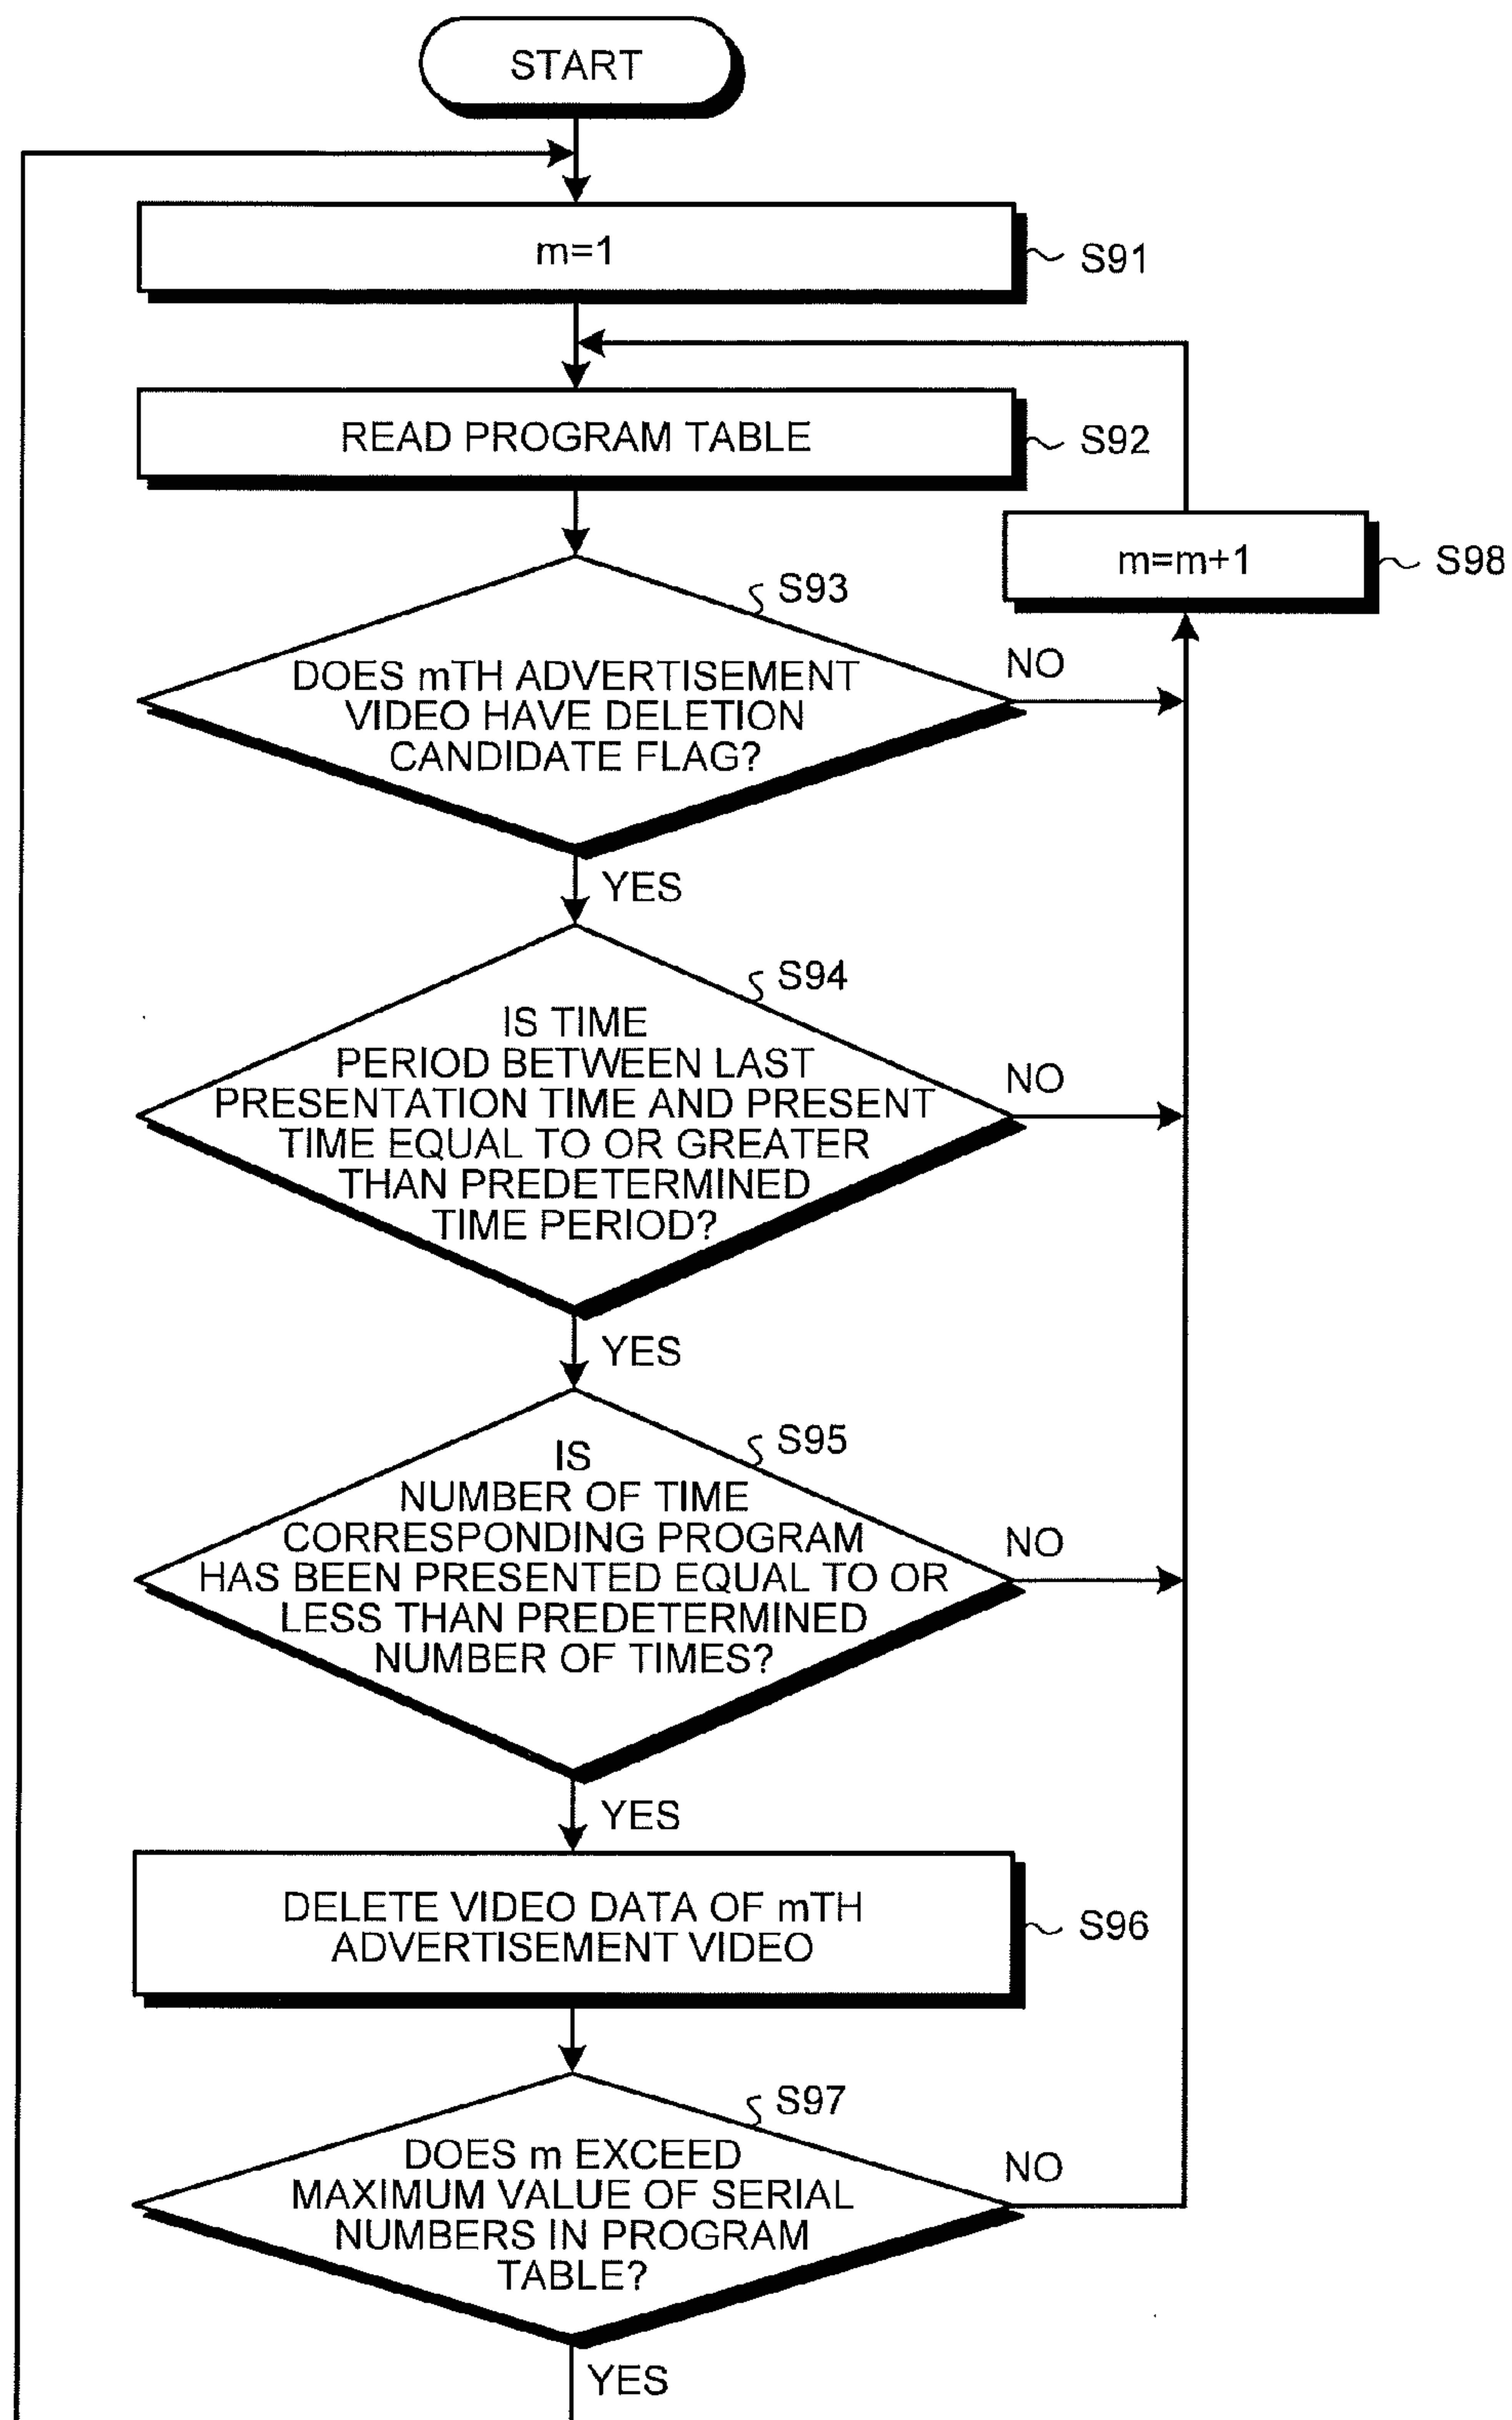 START
m=1
S91
READ PROGRAM TABLE
S92
m=m+1
S98
S93
DOES mTH ADVERTISEMENT
VIDEO HAVE DELETION
CANDIDATE FLAG?
NO
YES
S94
IS TIME
PERIOD BETWEEN LAST
PRESENTATION TIME AND PRESENT
TIME EQUAL TO OR GREATER
THAN PREDETERMINED
TIME PERIOD?
NO
YES
S95
IS
NUMBER OF TIME
CORRESPONDING PROGRAM
HAS BEEN PRESENTED EQUAL TO OR
LESS THAN PREDETERMINED
NUMBER OF TIMES?
NO
YES
DELETE VIDEO DATA OF mTH
ADVERTISEMENT VIDEO
S96
S97
DOES m EXCEED
MAXIMUM VALUE OF SERIAL
NUMBERS IN PROGRAM
TABLE?
NO
YES